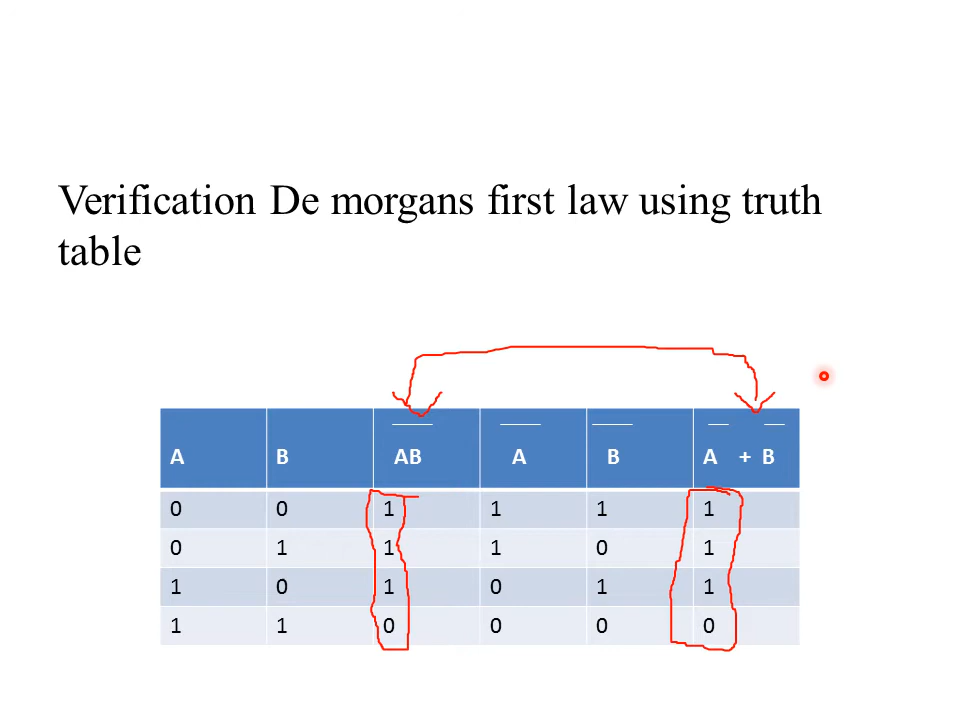 Verification De morgans first law using truth
table
A B A̅B̅ A̅ B̅ A̅ + B̅
0 0 1 1 1 1
0 1 1 1 0 1
1 0 1 0 1 1
1 1 0 0 0 0